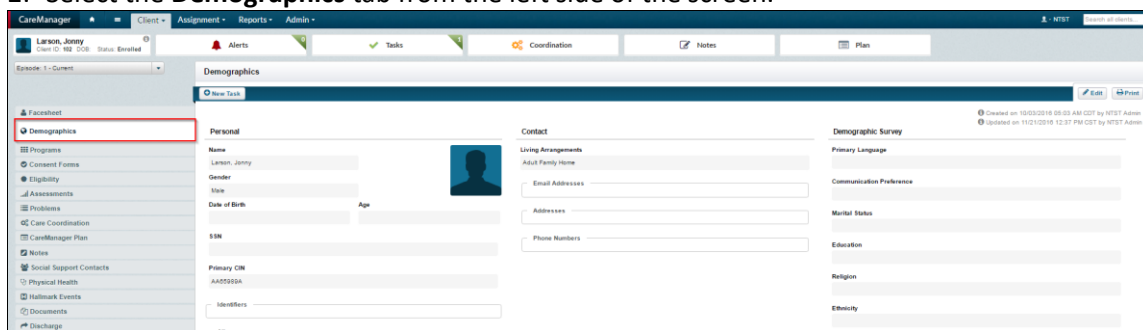 2. Select the Demographics tab from the left side of the screen.
CareManager Client Assignment Reports Admin - NTST Search all clients...
Larson, Jonny
Client ID: 102 DOB: Status: Enrolled
Alerts 0 Tasks 1 Coordination Notes Plan
Episode: 1 - Current
Demographics
New Task Edit Print
Created on 10/03/2016 06:03 AM CDT by NTST Admin
Updated on 11/21/2016 12:37 PM CST by NTST Admin
Facesheet
Demographics
Programs
Consent Forms
Eligibility
Assessments
Problems
Care Coordination
CareManager Plan
Notes
Social Support Contacts
Physical Health
Hallmark Events
Documents
Discharge
Personal
Name
Larson, Jonny
Gender
Male
Date of Birth Age
SSN
Primary CIN
Identifiers
Contact
Living Arrangements
Adult Family Home
Email Addresses
Addresses
Phone Numbers
Demographic Survey
Primary Language
Communication Preference
Marital Status
Education
Religion
Ethnicity